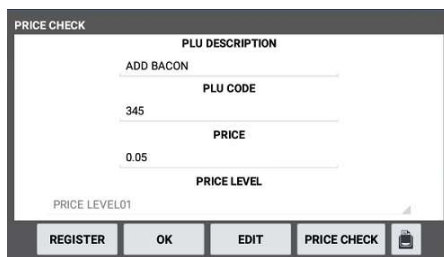 PRICE CHECK
PLU DESCRIPTION
ADD BACON
PLU CODE
345
PRICE
0.05
PRICE LEVEL
PRICE LEVEL01
REGISTER OK EDIT PRICE CHECK